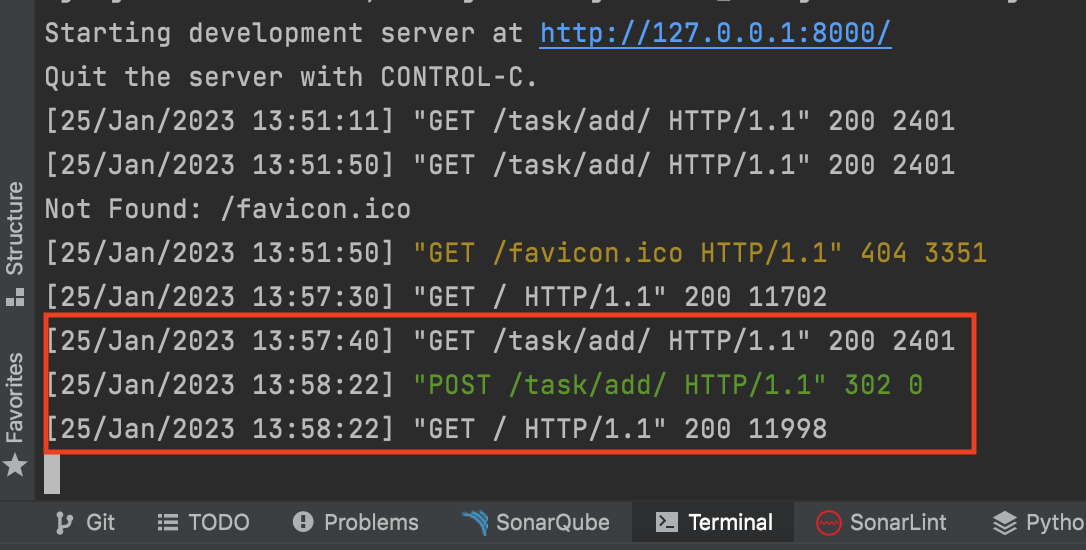 Starting development server at http://127.0.0.1:8000/
Quit the server with CONTROL-C.
[25/Jan/2023 13:51:11] "GET /task/add/ HTTP/1.1" 200 2401
[25/Jan/2023 13:51:50] "GET /task/add/ HTTP/1.1" 200 2401
Not Found: /favicon.ico
[25/Jan/2023 13:51:50] "GET /favicon.ico HTTP/1.1" 404 3351
[25/Jan/2023 13:57:30] "GET / HTTP/1.1" 200 11702
[25/Jan/2023 13:57:40] "GET /task/add/ HTTP/1.1" 200 2401
[25/Jan/2023 13:58:22] "POST /task/add/ HTTP/1.1" 302 0
[25/Jan/2023 13:58:22] "GET / HTTP/1.1" 200 11998
Structure
Favorites
Git TODO Problems SonarQube Terminal SonarLint Pytho